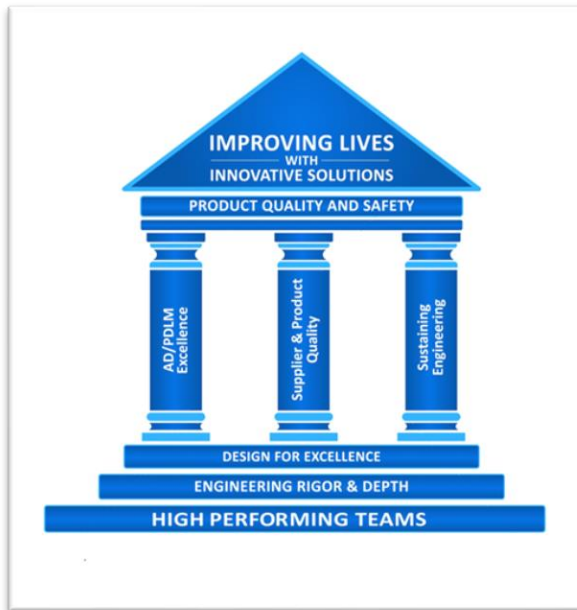 IMPROVING LIVES
WITH
INNOVATIVE SOLUTIONS
PRODUCT QUALITY AND SAFETY
AD/PDLM
Excellence
Supplier & Product
Quality
Sustaining
Engineering
DESIGN FOR EXCELLENCE
ENGINEERING RIGOR & DEPTH
HIGH PERFORMING TEAMS